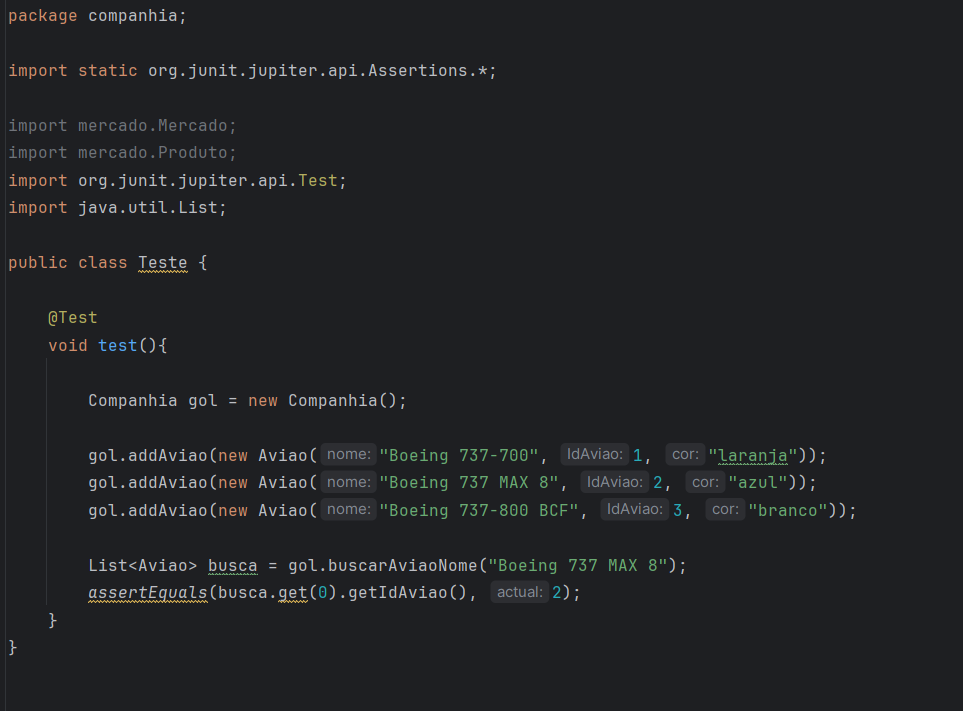 package companhia;
import static org.junit.jupiter.api.Assertions.*;
import mercado.Mercado;
import mercado.Produto;
import org.junit.jupiter.api.Test;
import java.util.List;
public class Teste {
@Test
void test(){
Companhia gol = new Companhia();
gol.addAviao(new Aviao( nome: "Boeing 737-700", IdAviao: 1, cor: "laranja"));
gol.addAviao(new Aviao( nome: "Boeing 737 MAX 8", IdAviao: 2, cor: "azul"));
gol.addAviao(new Aviao( nome: "Boeing 737-800 BCF", IdAviao: 3, cor: "branco"));
List<Aviao> busca = gol.buscarAviaoNome("Boeing 737 MAX 8");
assertEquals(busca.get(0).getIdAviao(), actual: 2);
}
}